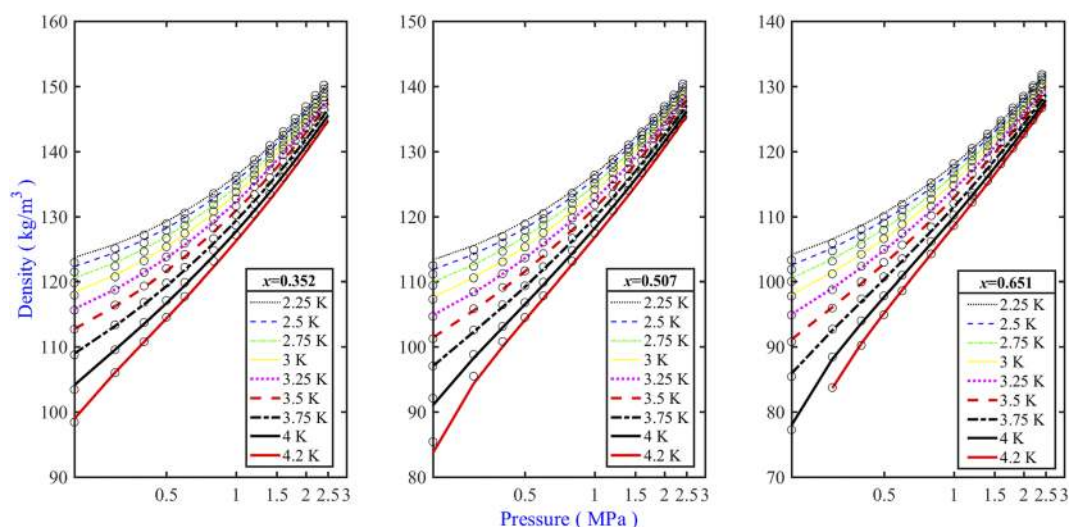 Density ( kg/m³ )
160
150
140
130
120
110
100
90
0.5 1 1.5 2 2.5 3
x=0.352
2.25 K
2.5 K
2.75 K
3 K
3.25 K
3.5 K
3.75 K
4 K
4.2 K
150
140
130
120
110
100
90
80
0.5 1 1.5 2 2.5 3
x=0.507
2.25 K
2.5 K
2.75 K
3 K
3.25 K
3.5 K
3.75 K
4 K
4.2 K
140
130
120
110
100
90
80
70
0.5 1 1.5 2 2.5 3
x=0.651
2.25 K
2.5 K
2.75 K
3 K
3.25 K
3.5 K
3.75 K
4 K
4.2 K
Pressure ( MPa )